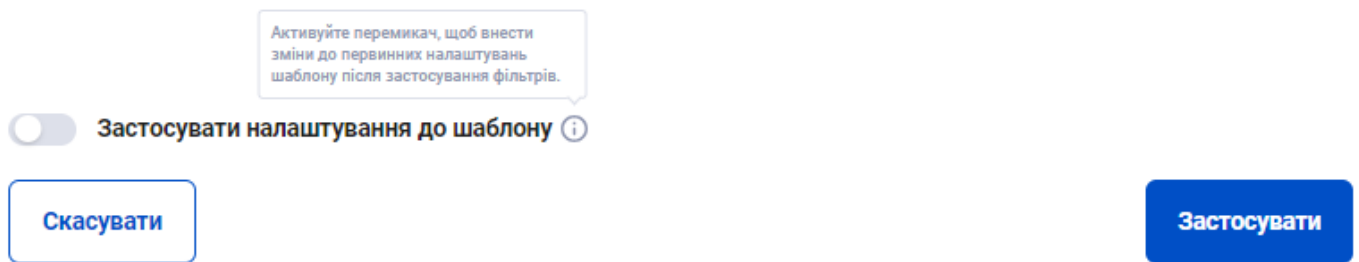 Активуйте перемикач, щоб внести
зміни до первинних налаштувань
шаблону після застосування фільтрів.
Застосувати налаштування до шаблону
Скасувати
Застосувати